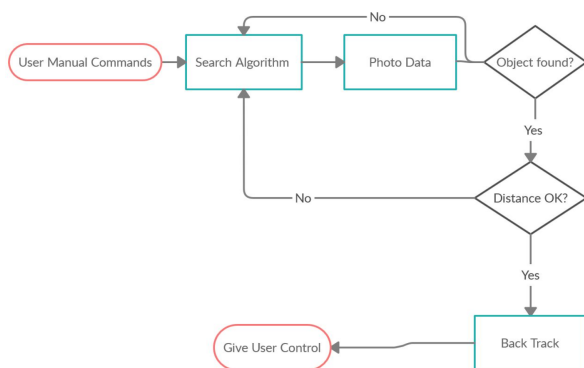 No
User Manual Commands
Search Algorithm
Photo Data
Object found?
Yes
No
Distance OK?
Yes
Give User Control
Back Track